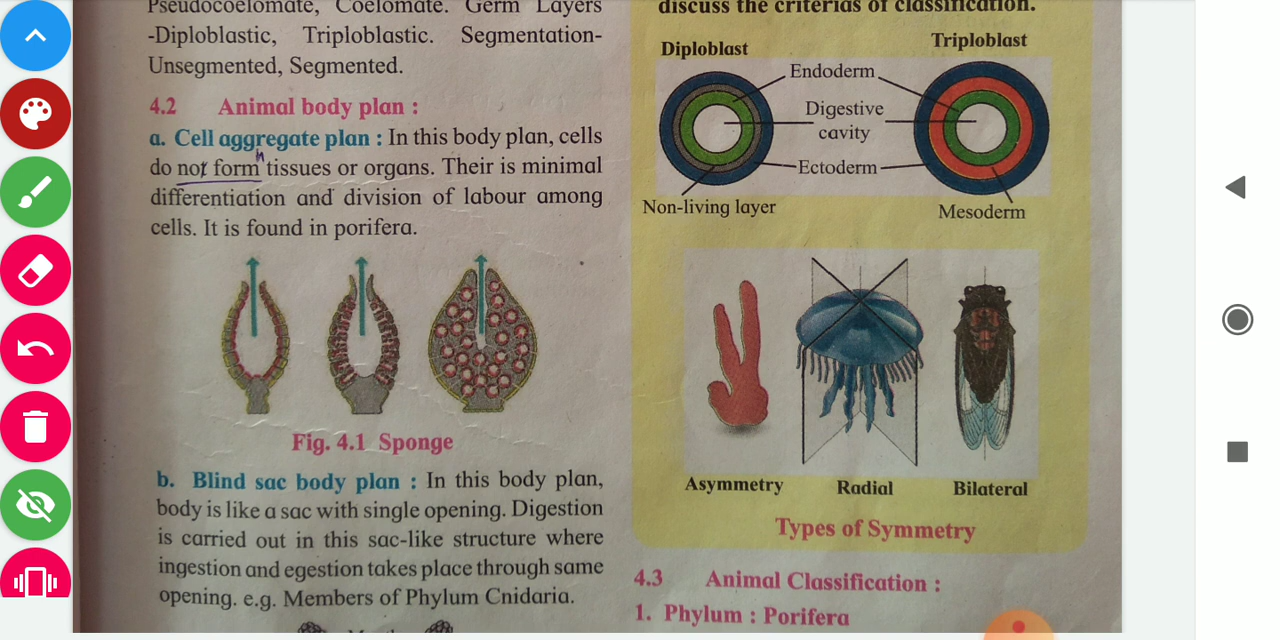 Pseudocoelomate, Coelomate. Germ Layers
-Diploblastic, Triploblastic. Segmentation-
Unsegmented, Segmented.
4.2 Animal body plan :
a. Cell aggregate plan : In this body plan, cells
do not form tissues or organs. Their is minimal
differentiation and division of labour among
cells. It is found in porifera.
Fig. 4.1 Sponge
b. Blind sac body plan : In this body plan,
body is like a sac with single opening. Digestion
is carried out in this sac-like structure where
ingestion and egestion takes place through same
opening. e.g. Members of Phylum Cnidaria.
discuss the criterias of classification.
Diploblast
Triploblast
Endoderm
Digestive
cavity
Ectoderm
Non-living layer
Mesoderm
Asymmetry
Radial
Bilateral
Types of Symmetry
4.3 Animal Classification :
1. Phylum : Porifera